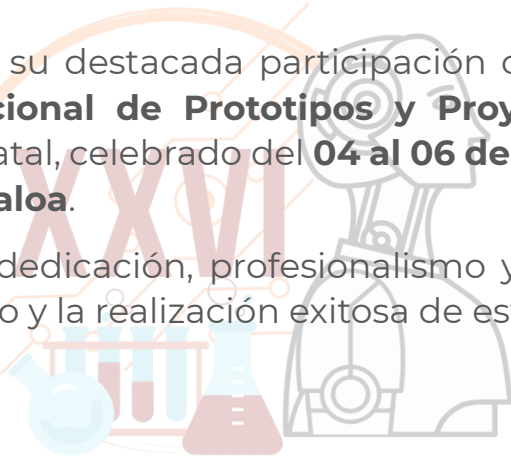 su destacada participación
cional de Prototipos y Proy
atal, celebrado del 04 al 06 de
aloa.
XXVI
dedicación, profesionalismo y
o y la realización exitosa de es